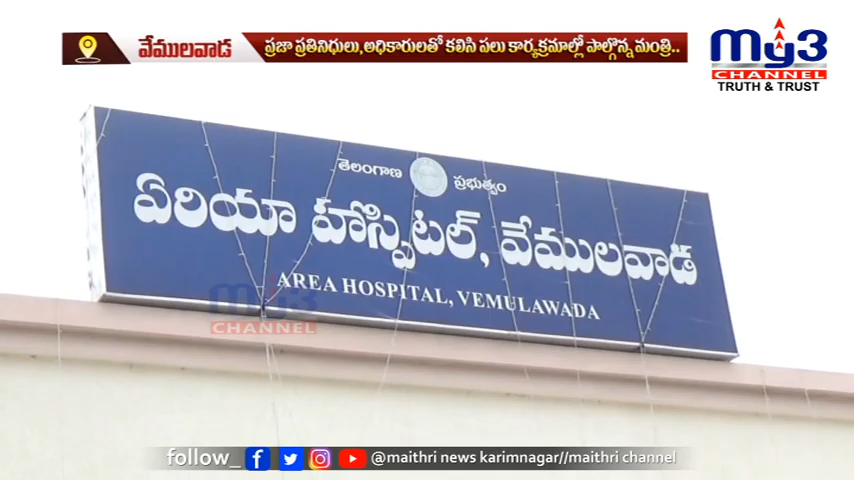 వేములవాడ
ప్రజా ప్రతినిధులు,అధికారులతో కలిసి పలు కార్యక్రమాల్లో పాల్గొన్న మంత్రి..
my3
CHANNEL
TRUTH & TRUST
తెలంగాణ ప్రభుత్వం
ఏరియా హాస్పిటల్, వేములవాడ
AREA HOSPITAL, VEMULAWADA
my3
CHANNEL
follow_ @maithri news karimnagar//maithri channel